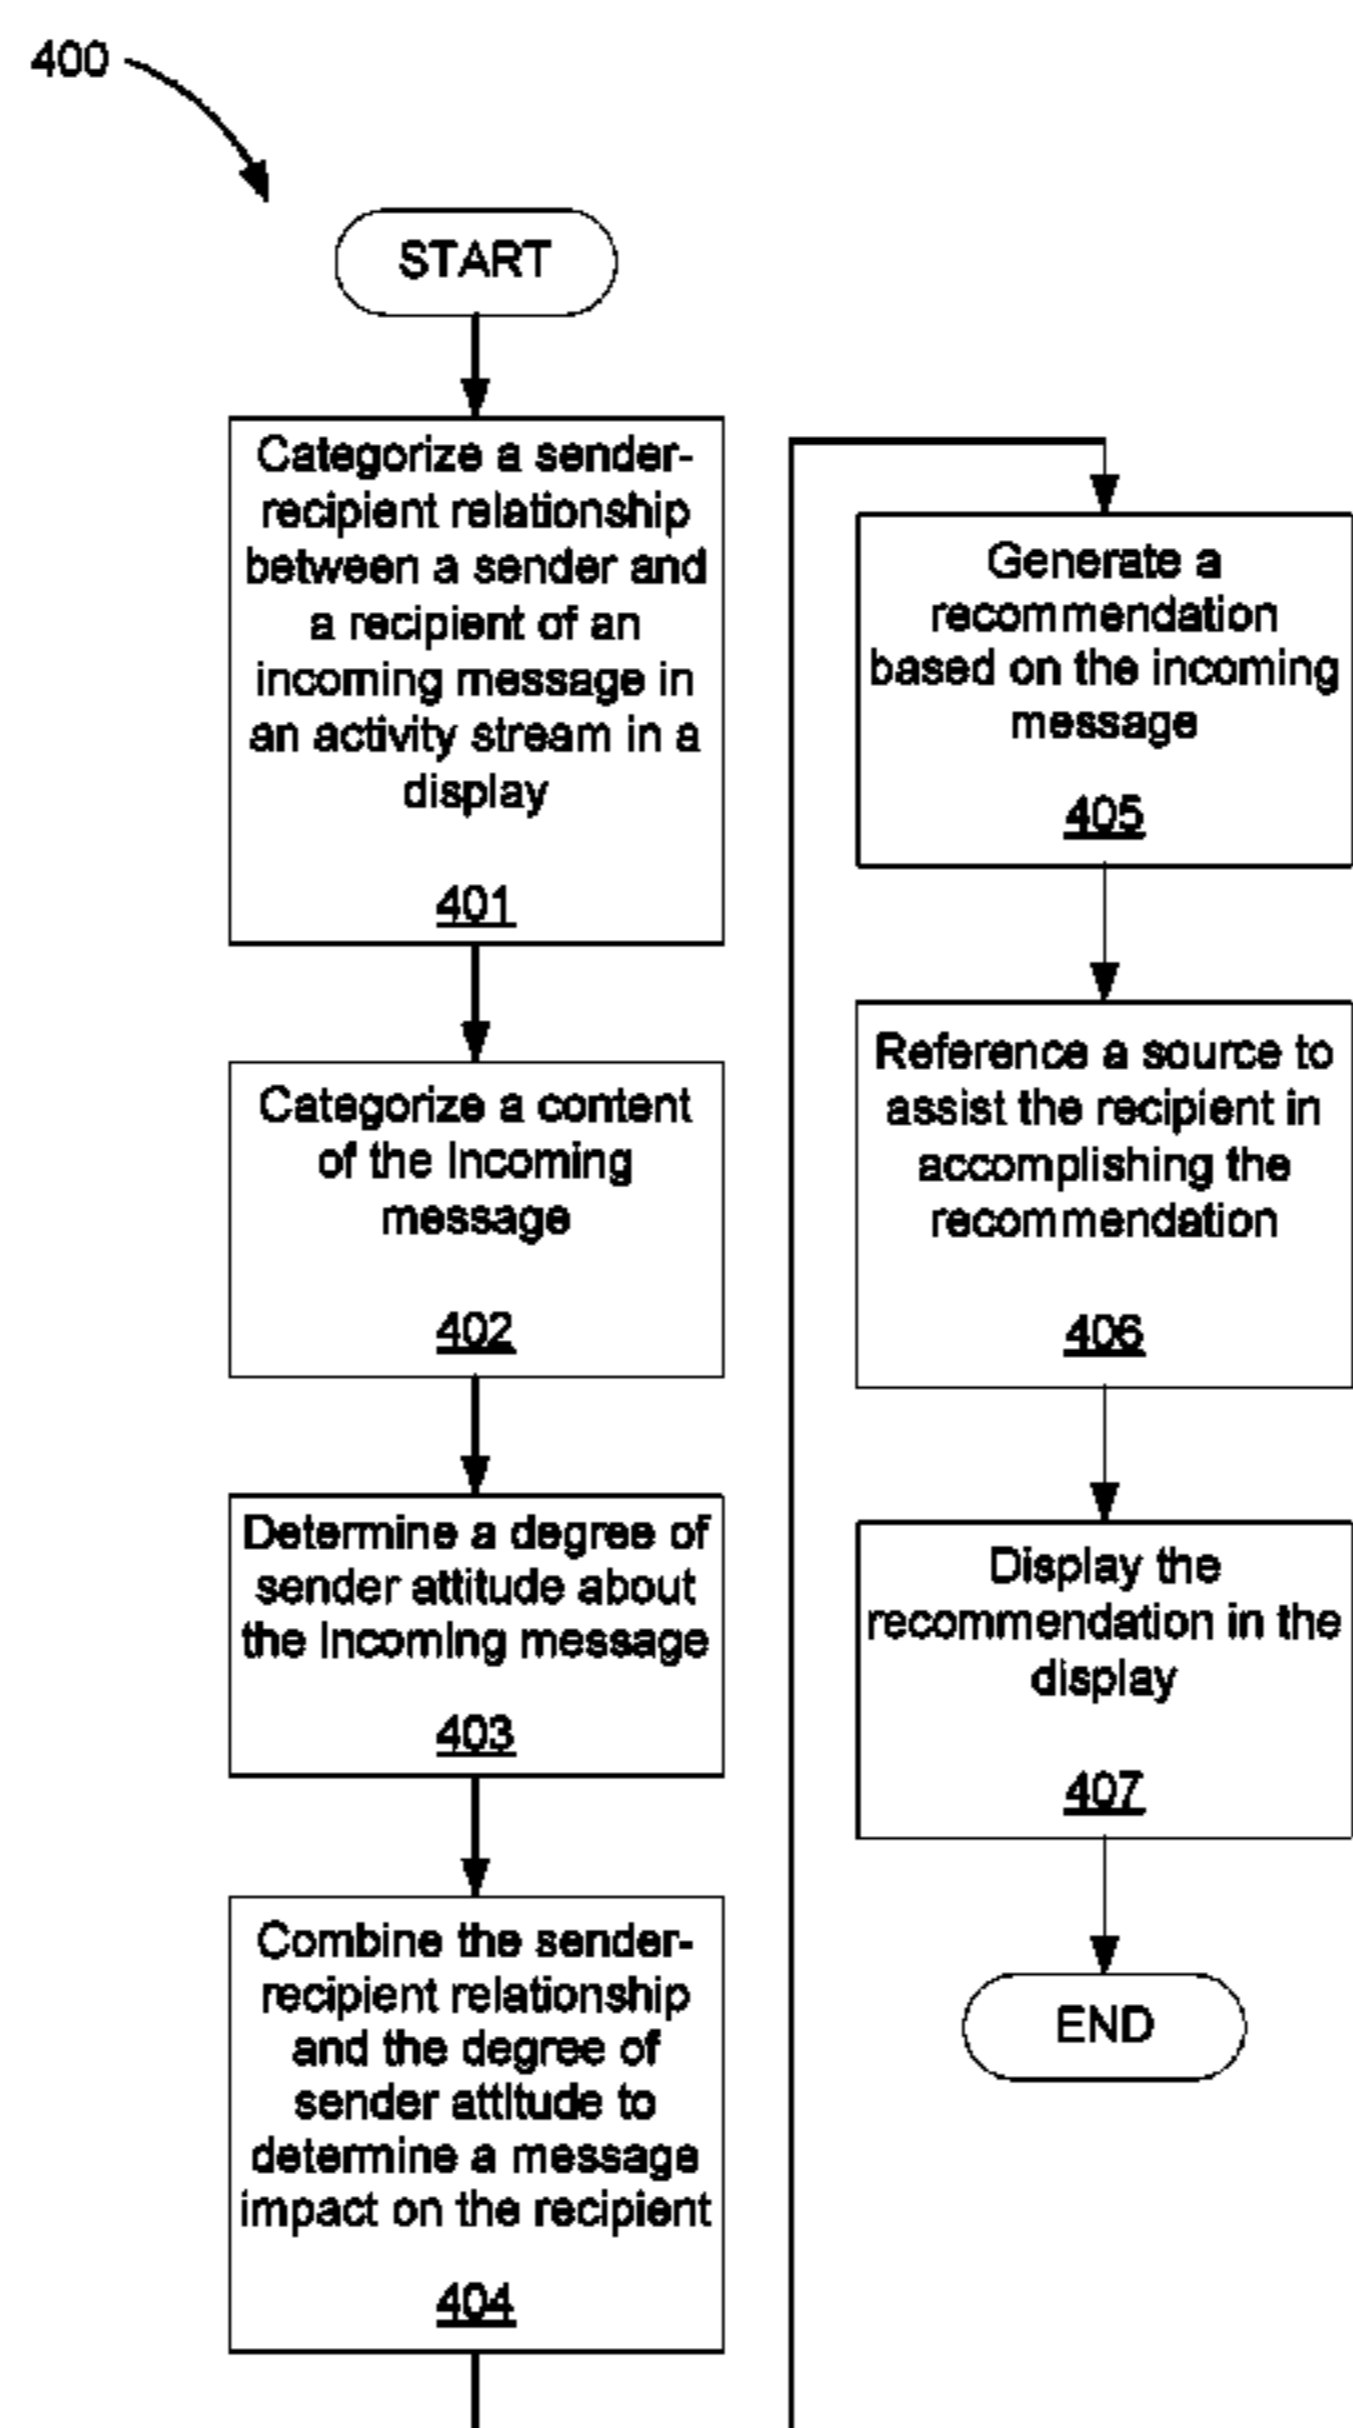 400
START
Categorize a sender-
recipient relationship
between a sender and
a recipient of an
incoming message in
an activity stream in a
display
401
Categorize a content
of the incoming
message
402
Determine a degree of
sender attitude about
the incoming message
403
Combine the sender-
recipient relationship
and the degree of
sender attitude to
determine a message
impact on the recipient
404
Generate a
recommendation
based on the incoming
message
405
Reference a source to
assist the recipient in
accomplishing the
recommendation
406
Display the
recommendation in the
display
407
END